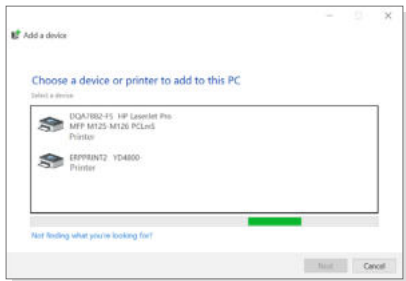 Add a device
Choose a device or printer to add to this PC
Select a device
DQA7882-FS HP LaserJet Pro
MFP M125-M126 PCLmS
Printer
ERPPRINT2 YD4800
Printer
Not finding what you're looking for?
Next Cancel